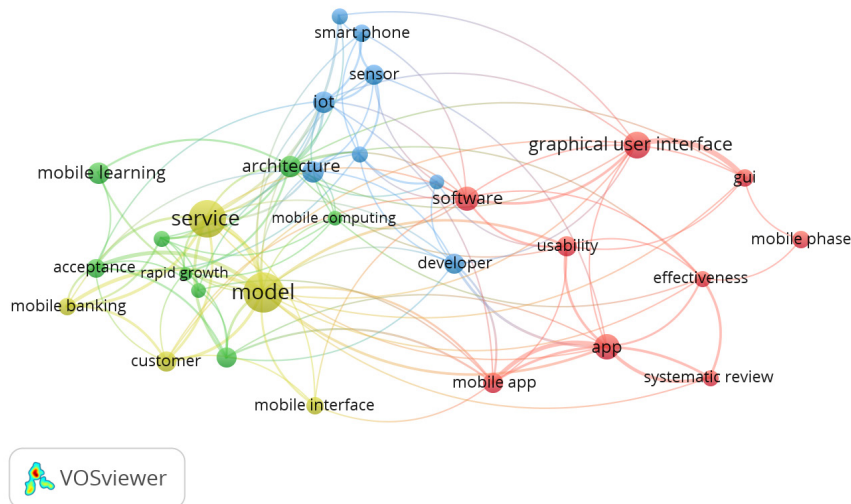 smart phone
sensor
iot
graphical user interface
architecture
mobile learning
gui
software
service
mobile computing
mobile phase
usability
developer
acceptance
rapid growth
effectiveness
model
mobile banking
app
customer
systematic review
mobile app
mobile interface
VOSviewer